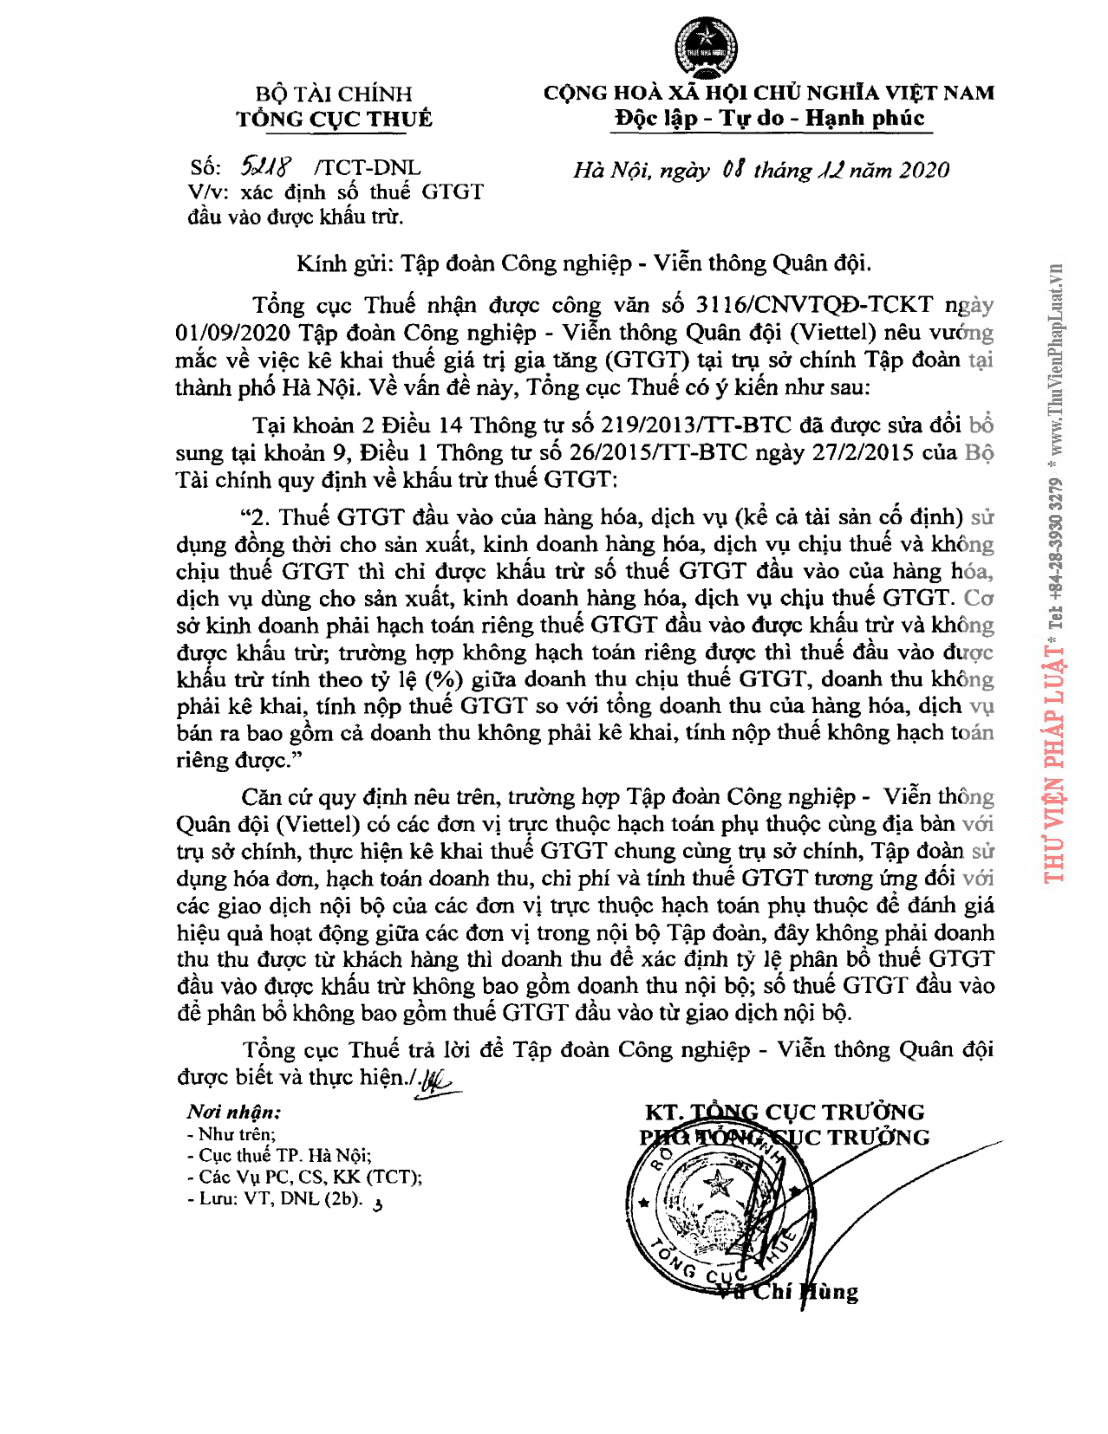 THUẾ NHÀ NƯỚC
BỘ TÀI CHÍNH
TỔNG CỤC THUẾ
CỘNG HOÀ XÃ HỘI CHỦ NGHĨA VIỆT NAM
Độc lập - Tự do - Hạnh phúc
Số: 5218 /TCT-DNL
V/v: xác định số thuế GTGT
đầu vào được khấu trừ.
Hà Nội, ngày 08 tháng 12 năm 2020
Kính gửi: Tập đoàn Công nghiệp - Viễn thông Quân đội.
Tổng cục Thuế nhận được công văn số 3116/CNVTQĐ-TCKT ngày
01/09/2020 Tập đoàn Công nghiệp - Viễn thông Quân đội (Viettel) nêu vướng
mắc về việc kê khai thuế giá trị gia tăng (GTGT) tại trụ sở chính Tập đoàn tại
thành phố Hà Nội. Về vấn đề này, Tổng cục Thuế có ý kiến như sau:
Tại khoản 2 Điều 14 Thông tư số 219/2013/TT-BTC đã được sửa đổi bổ
sung tại khoản 9, Điều 1 Thông tư số 26/2015/TT-BTC ngày 27/2/2015 của Bộ
Tài chính quy định về khấu trừ thuế GTGT:
“2. Thuế GTGT đầu vào của hàng hóa, dịch vụ (kể cả tài sản cố định) sử
dụng đồng thời cho sản xuất, kinh doanh hàng hóa, dịch vụ chịu thuế và không
chịu thuế GTGT thì chỉ được khấu trừ số thuế GTGT đầu vào của hàng hóa,
dịch vụ dùng cho sản xuất, kinh doanh hàng hóa, dịch vụ chịu thuế GTGT. Cơ
sở kinh doanh phải hạch toán riêng thuế GTGT đầu vào được khấu trừ và không
được khấu trừ; trường hợp không hạch toán riêng được thì thuế đầu vào được
khấu trừ tính theo tỷ lệ (%) giữa doanh thu chịu thuế GTGT, doanh thu không
phải kê khai, tính nộp thuế GTGT so với tổng doanh thu của hàng hóa, dịch vụ
bán ra bao gồm cả doanh thu không phải kê khai, tính nộp thuế không hạch toán
riêng được.”
Căn cứ quy định nêu trên, trường hợp Tập đoàn Công nghiệp - Viễn thông
Quân đội (Viettel) có các đơn vị trực thuộc hạch toán phụ thuộc cùng địa bàn với
trụ sở chính, thực hiện kê khai thuế GTGT chung cùng trụ sở chính, Tập đoàn sử
dụng hóa đơn, hạch toán doanh thu, chi phí và tính thuế GTGT tương ứng đối với
các giao dịch nội bộ của các đơn vị trực thuộc hạch toán phụ thuộc để đánh giá
hiệu quả hoạt động giữa các đơn vị trong nội bộ Tập đoàn, đây không phải doanh
thu thu được từ khách hàng thì doanh thu để xác định tỷ lệ phân bổ thuế GTGT
đầu vào được khấu trừ không bao gồm doanh thu nội bộ; số thuế GTGT đầu vào
để phân bổ không bao gồm thuế GTGT đầu vào từ giao dịch nội bộ.
Tổng cục Thuế trả lời để Tập đoàn Công nghiệp - Viễn thông Quân đội
được biết và thực hiện./.
Nơi nhận:
- Như trên;
- Cục thuế TP. Hà Nội;
- Các Vụ PC, CS, KK (TCT);
- Lưu: VT, DNL (2b). 3
KT. TỔNG CỤC TRƯỞNG
PHÓ TỔNG CỤC TRƯỞNG
BỘ TÀI CHÍNH
TỔNG CỤC THUẾ
Vũ Chí Hùng
THƯ VIỆN PHÁP LUẬT * Tel: +84-28-3930 3279 * www.ThuVienPhapLuat.vn